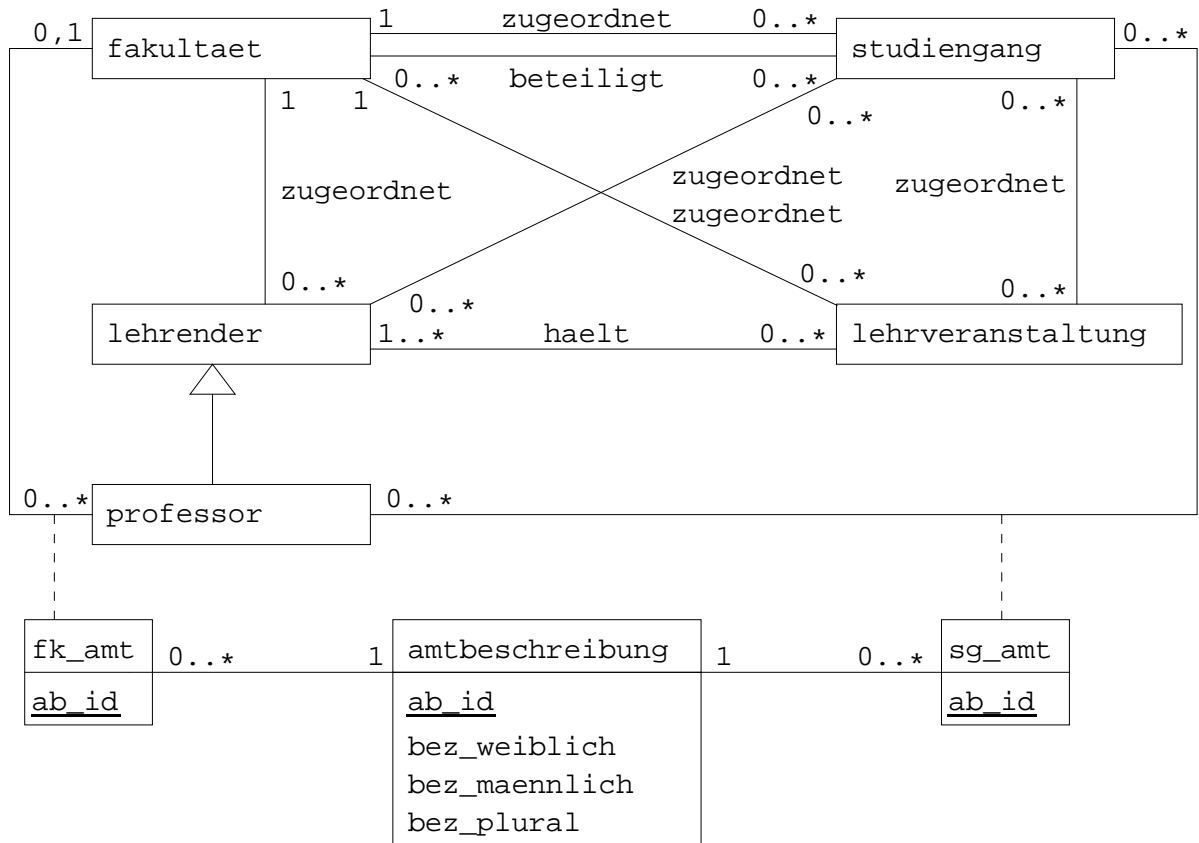 1 zugeordnet 0..*
0,1 fakultaet studiengang 0..*
0..* beteiligt 0..*
1 1 0..* 0..*
zugeordnet zugeordnet zugeordnet
zugeordnet
0..* 0..* 0..* 0..*
lehrender 1..* haelt 0..* lehrveranstaltung
0..* professor 0..*
fk_amt 0..* 1 amtbeschreibung 1 0..* sg_amt
ab_id ab_id ab_id
bez_weiblich
bez_maennlich
bez_plural